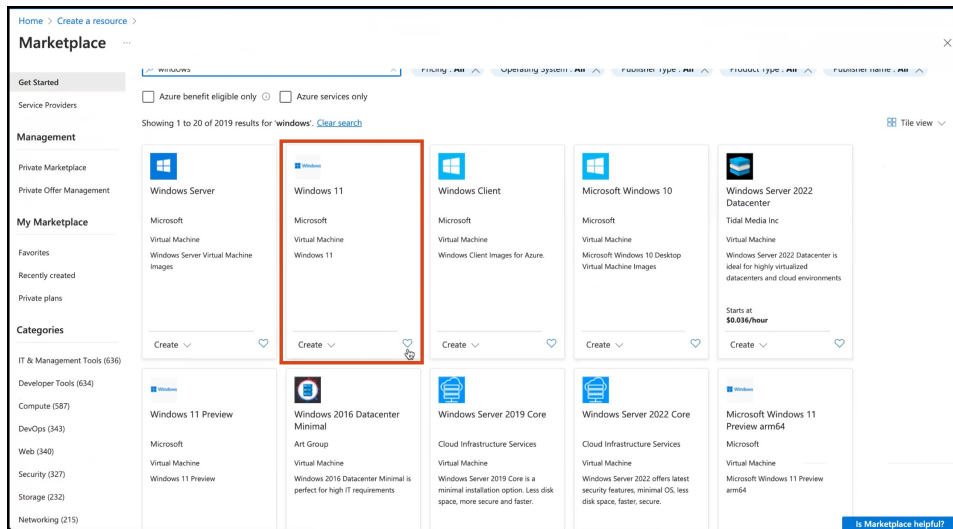 Home > Create a resource >
Marketplace ...
Get Started
Service Providers
Management
Private Marketplace
Private Offer Management
My Marketplace
Favorites
Recently created
Private plans
Categories
IT & Management Tools (636)
Developer Tools (634)
Compute (587)
DevOps (343)
Web (340)
Security (327)
Storage (232)
Networking (215)
windows
Pricing : All
Operating System : All
Publisher Type : All
Product Type : All
Publisher name : All
Azure benefit eligible only
Azure services only
Showing 1 to 20 of 2019 results for 'windows'. Clear search
Tile view
Windows Server
Microsoft
Virtual Machine
Windows Server Virtual Machine
Images
Create
Windows
Windows 11
Microsoft
Virtual Machine
Windows 11
Create
Windows Client
Microsoft
Virtual Machine
Windows Client Images for Azure.
Create
Microsoft Windows 10
Microsoft
Virtual Machine
Microsoft Windows 10 Desktop
Virtual Machine Images
Create
Windows Server 2022
Datacenter
Tidal Media Inc
Virtual Machine
Windows Server 2022 Datacenter is
ideal for highly virtualized
datacenters and cloud environments
Starts at
$0.036/hour
Create
Windows
Windows 11 Preview
Microsoft
Virtual Machine
Windows 11 Preview
Windows 2016 Datacenter
Minimal
Art Group
Virtual Machine
Windows 2016 Datacenter Minimal is
perfect for high IT requirements
Windows Server 2019 Core
Cloud Infrastructure Services
Virtual Machine
Windows Server 2019 Core is a
minimal installation option. Less disk
space, more secure and faster.
Windows Server 2022 Core
Cloud Infrastructure Services
Virtual Machine
Windows Server 2022 offers latest
security features, minimal OS, less
disk space, faster, secure.
Windows
Microsoft Windows 11
Preview arm64
Microsoft
Virtual Machine
Microsoft Windows 11 Preview
arm64
Is Marketplace helpful?